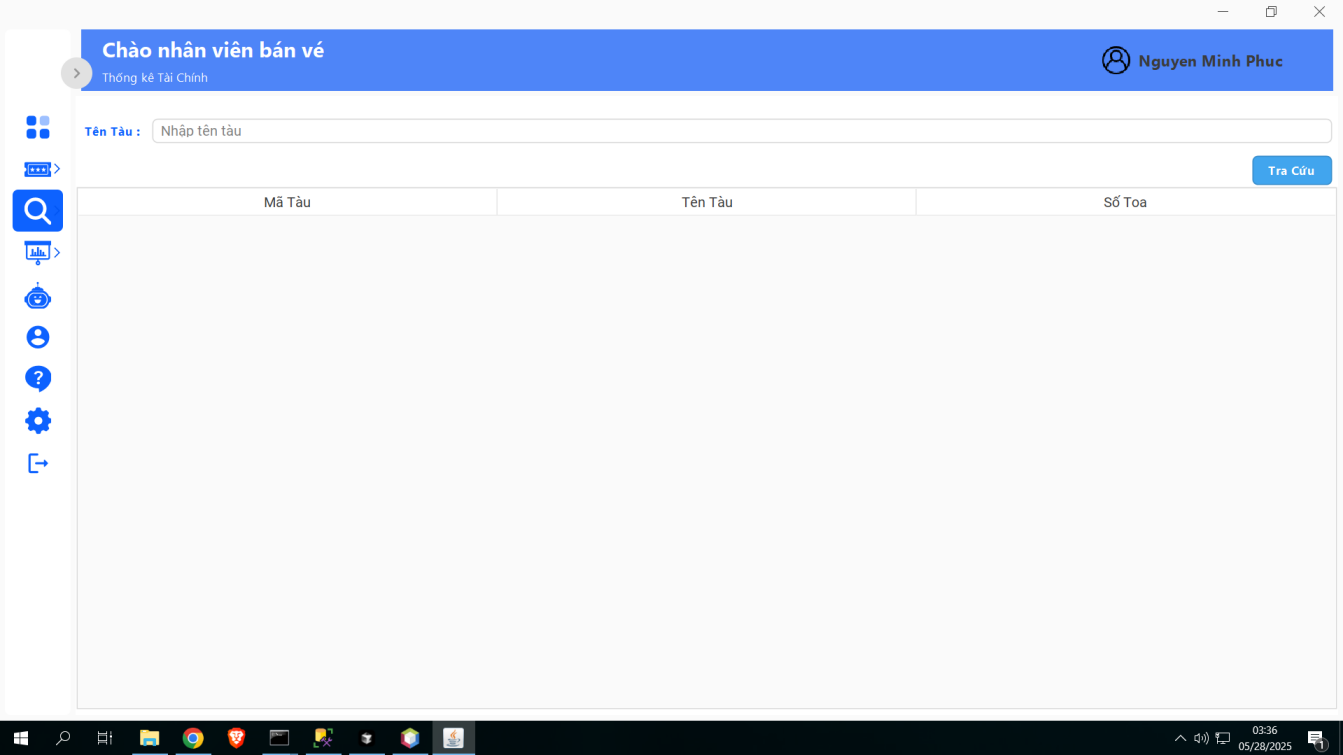 Chào nhân viên bán vé
Thống kê Tài Chính
Nguyen Minh Phuc
Tên Tàu :
Nhập tên tàu
Tra Cứu
Mã Tàu
Tên Tàu
Số Toa
03:36
05/28/2025
1